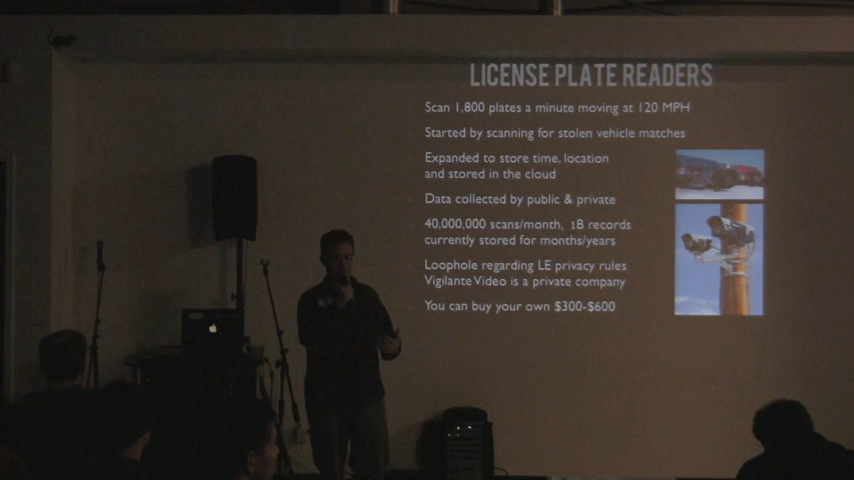 LICENSE PLATE READERS
Scan 1,800 plates a minute moving at 120 MPH
Started by scanning for stolen vehicle matches
Expanded to store time, location
and stored in the cloud
Data collected by public & private
40,000,000 scans/month, 1B records
currently stored for months/years
Loophole regarding LE privacy rules
Vigilante Video is a private company
You can buy your own $300-$600